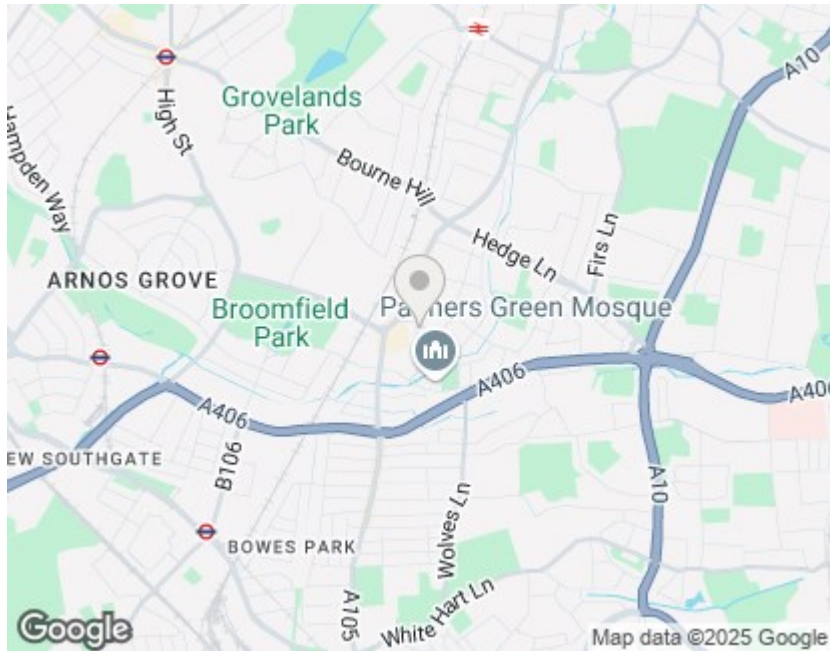 A10
Grovelands
Park
High St
Hampden Way
Bourne Hill
Hedge Ln
Firs Ln
ARNOS GROVE
Broomfield
Park
Palmers Green Mosque
A406
A406
A406
EW SOUTHGATE
B106
A10
BOWES PARK
Wolves Ln
A105
White Hart Ln
Google
Map data ©2025 Google